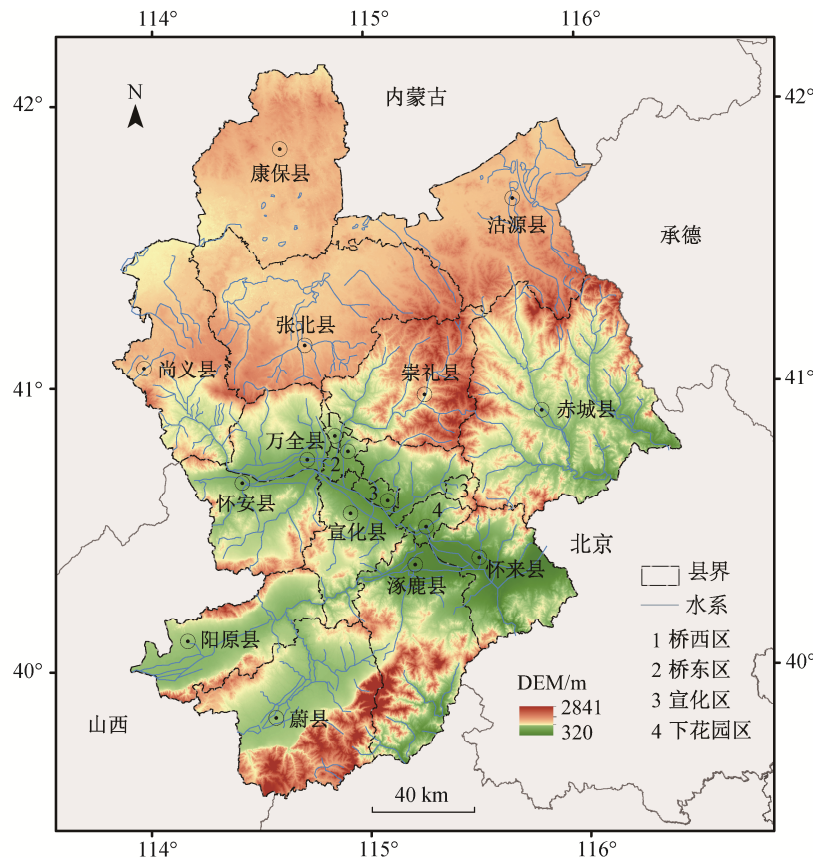 114°
115°
116°
42°
42°
N
内蒙古
康保县
沽源县
承德
张北县
尚义县
崇礼县
41°
41°
赤城县
1
万全县
2
怀安县
3
3
4
宣化县
北京
怀来县
涿鹿县
县界
水系
阳原县
1 桥西区
40°
40°
2 桥东区
DEM/m
2841
320
3 宣化区
蔚县
山西
4 下花园区
40 km
114°
115°
116°